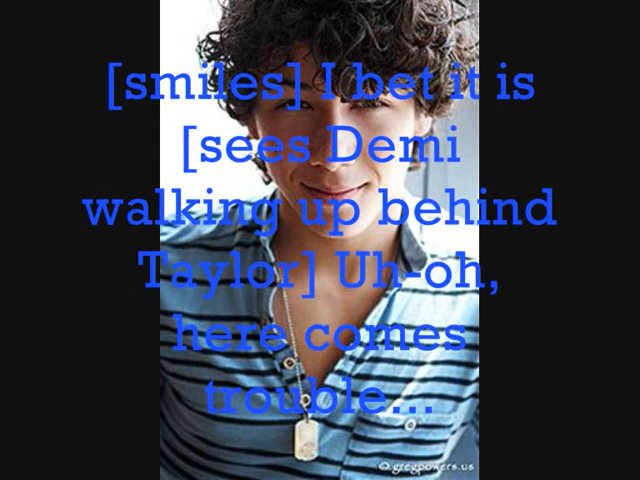 [smiles] I bet it is
[sees Demi
walking up behind
Taylor] Uh-oh,
here comes
trouble...
© gregpowers.us